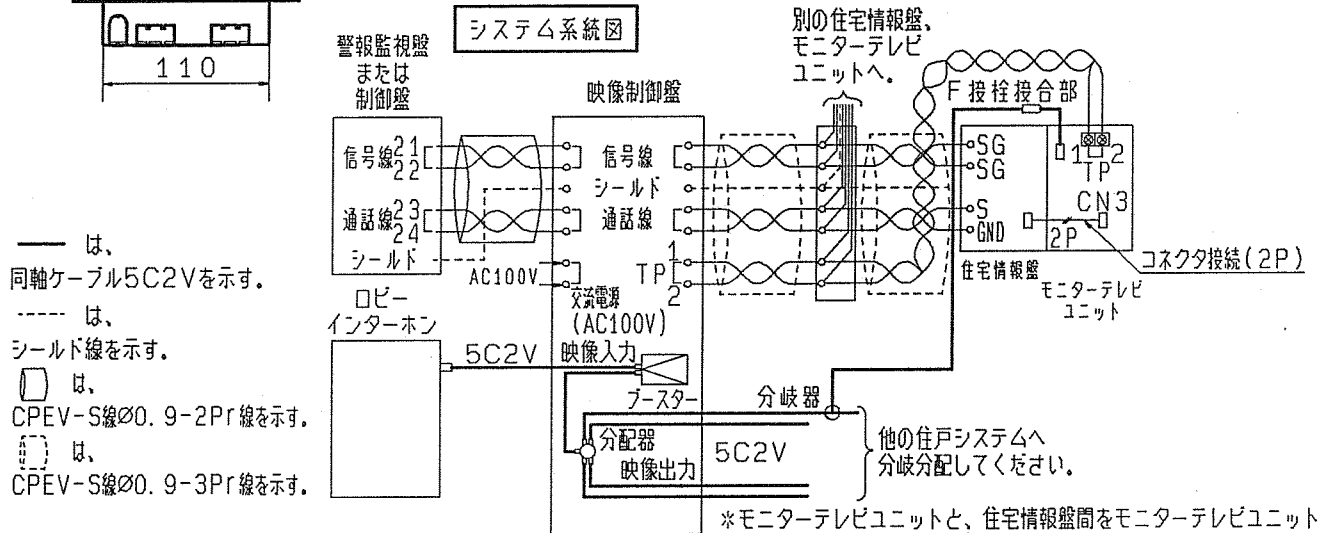 110
システム系統図
警報監視盤
または
制御盤
信号線 21
22
通話線 23
24
シールド
映像制御盤
信号線
シールド
通話線
1
TP
2
AC100V
交流電源
(AC100V)
別の住宅情報盤、
モニターテレビ
ユニットへ。
F接栓接合部
SG
SG
S
GND
1 2
TP
CN3
2P
住宅情報盤
モニターテレビ
ユニット
コネクタ接続(2P)
は、
同軸ケーブル5C2Vを示す。
は、
シールド線を示す。
は、
CPEV-S線Ø0.9-2Pr線を示す。
は、
CPEV-S線Ø0.9-3Pr線を示す。
ロビー
インターホン
5C2V
映像入力
ブースター
分配器
映像出力
5C2V
分岐器
他の住戸システムへ
分岐分配してください。
*モニターテレビユニットと、住宅情報盤間をモニターテレビユニット